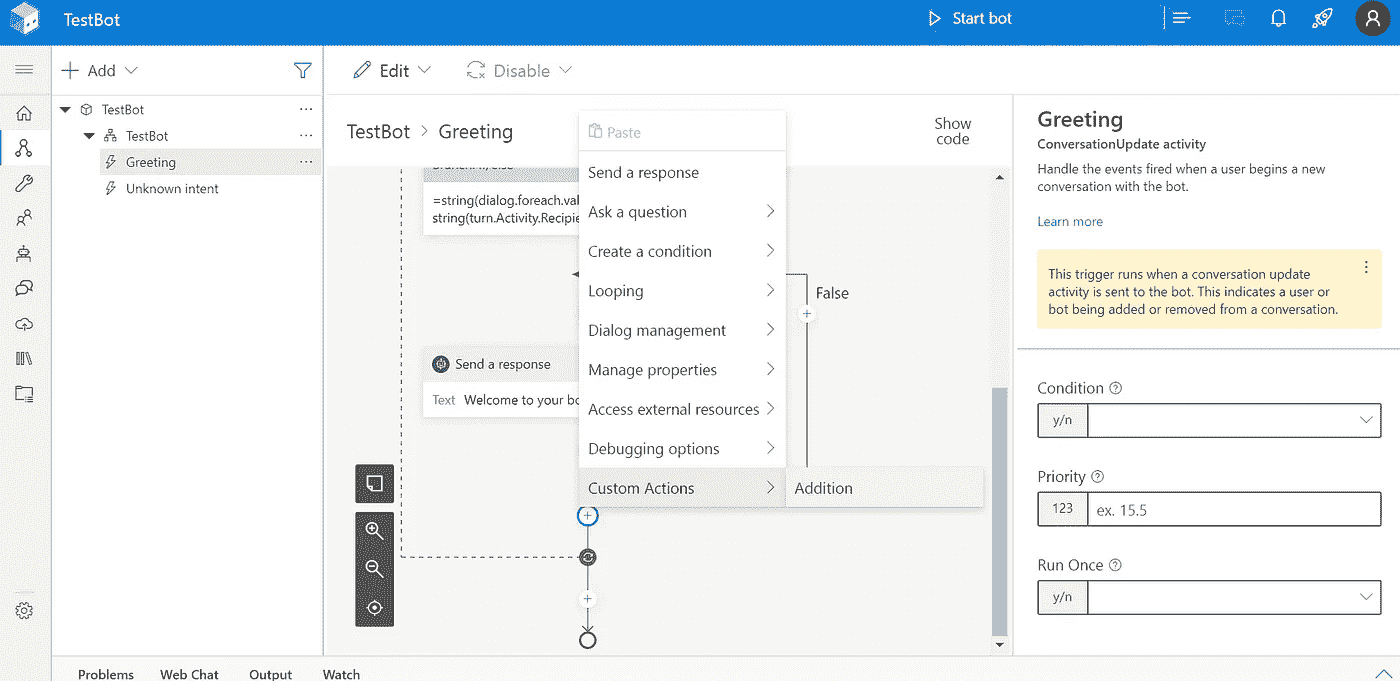 TestBot
Start bot
Add
Edit
Disable
TestBot
TestBot
Greeting
Unknown intent
TestBot > Greeting
Show
code
=string(dialog.foreach.val
string(turn.Activity.Recipie
Send a response
Text Welcome to your bo
False
Paste
Send a response
Ask a question
Create a condition
Looping
Dialog management
Manage properties
Access external resources
Debugging options
Custom Actions
Addition
Greeting
ConversationUpdate activity
Handle the events fired when a user begins a new
conversation with the bot.
Learn more
This trigger runs when a conversation update
activity is sent to the bot. This indicates a user or
bot being added or removed from a conversation.
Condition
y/n
Priority
123 ex. 15.5
Run Once
y/n
Problems Web Chat Output Watch